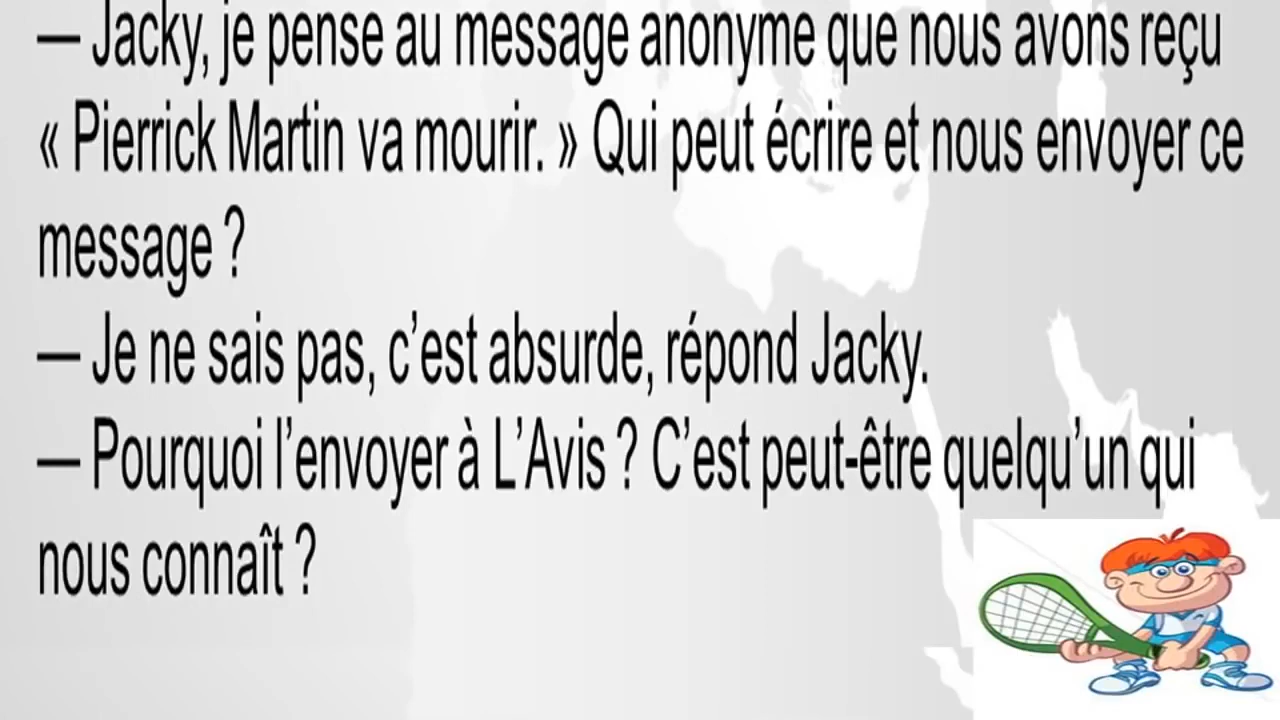 — Jacky, je pense au message anonyme que nous avons reçu
« Pierrick Martin va mourir. » Qui peut écrire et nous envoyer ce
message ?
— Je ne sais pas, c’est absurde, répond Jacky.
— Pourquoi l’envoyer à L’Avis ? C’est peut-être quelqu’un qui
nous connaît ?